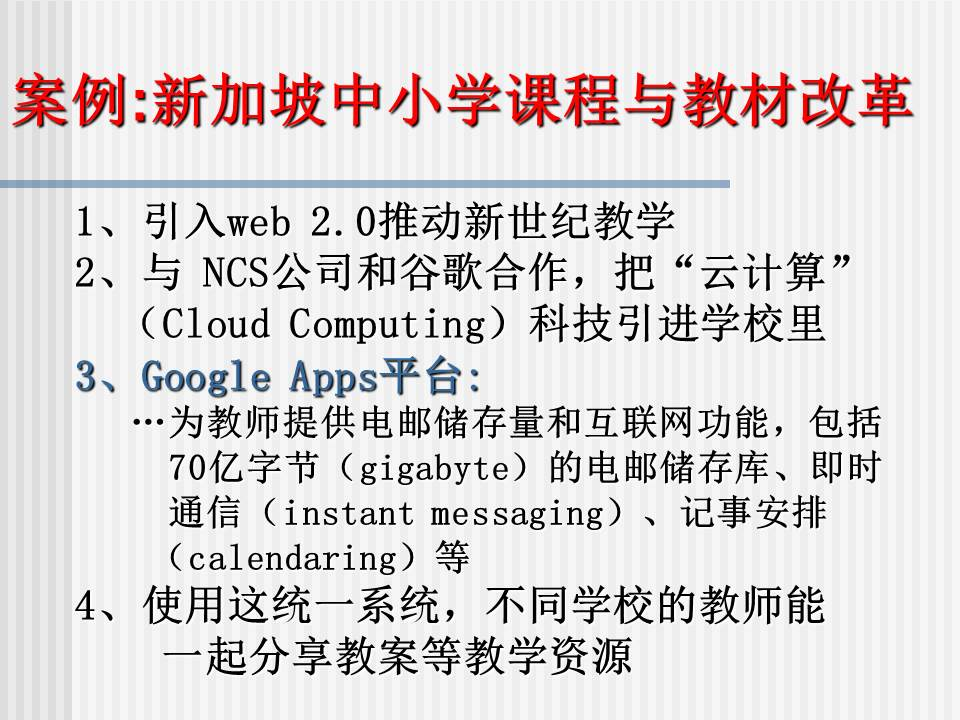 案例:新加坡中小学课程与教材改革
1、引入web 2.0推动新世纪教学
2、与 NCS公司和谷歌合作，把“云计算”
（Cloud Computing）科技引进学校里
3、Google Apps平台:
…为教师提供电邮储存量和互联网功能，包括
70亿字节（gigabyte）的电邮储存库、即时
通信（instant messaging）、记事安排
（calendaring）等
4、使用这统一系统，不同学校的教师能
一起分享教案等教学资源